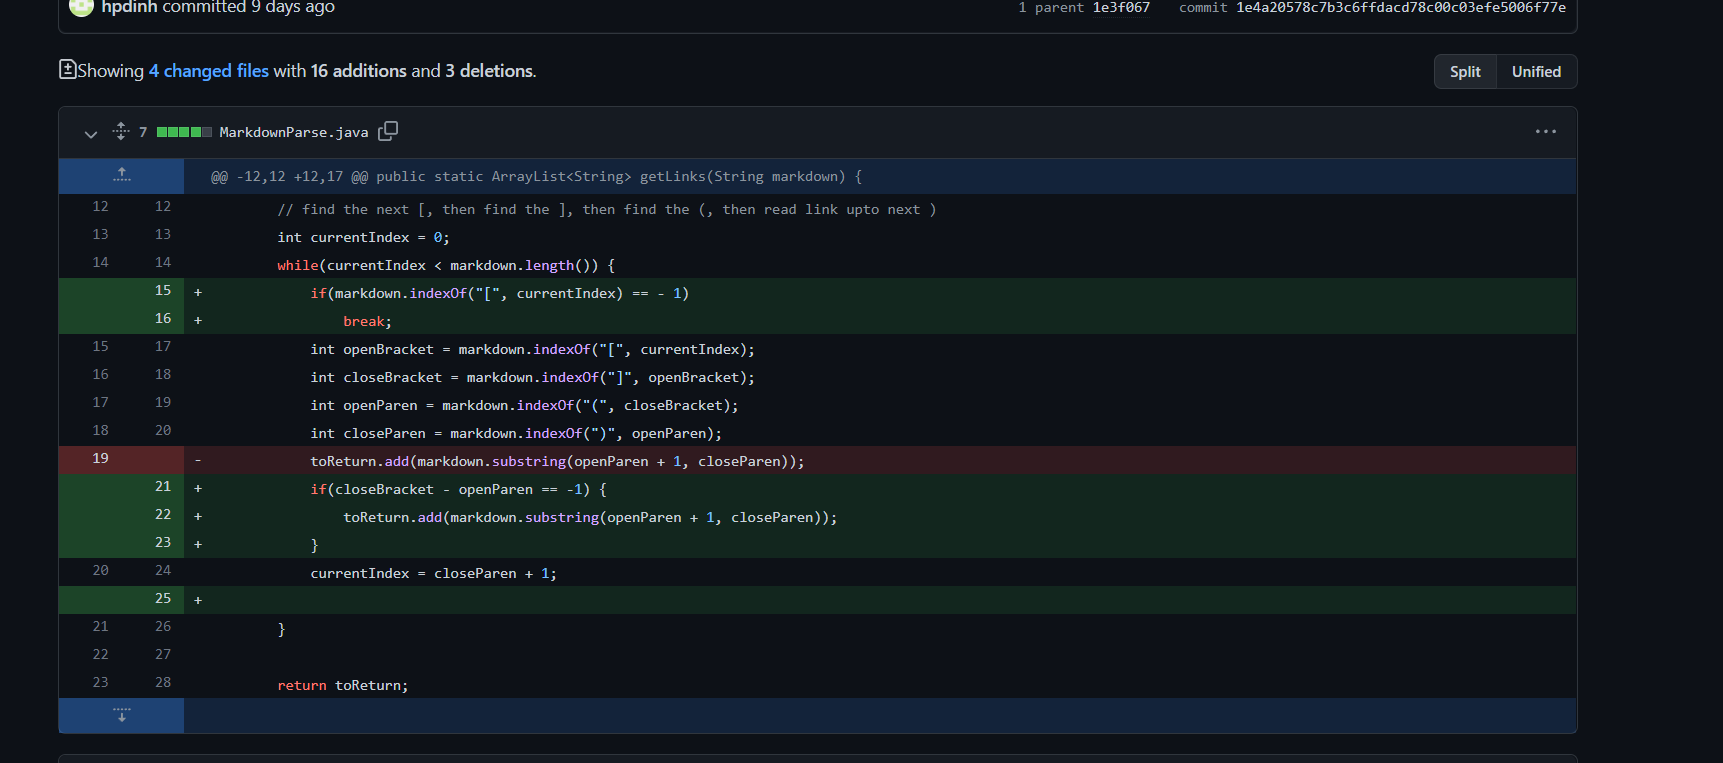 hpdinh committed 9 days ago
1 parent 1e3f067 commit 1e4a20578c7b3c6ffdacd78c00c03efe5006f77e
Showing 4 changed files with 16 additions and 3 deletions.
Split Unified
7 MarkdownParse.java
@@ -12,12 +12,17 @@ public static ArrayList<String> getLinks(String markdown) {
12 12 // find the next [, then find the ], then find the (, then read link upto next )
13 13 int currentIndex = 0;
14 14 while(currentIndex < markdown.length()) {
15 + if(markdown.indexOf("[", currentIndex) == - 1)
16 + break;
15 17 int openBracket = markdown.indexOf("[", currentIndex);
16 18 int closeBracket = markdown.indexOf("]", openBracket);
17 19 int openParen = markdown.indexOf("(", closeBracket);
18 20 int closeParen = markdown.indexOf(")", openParen);
19 - toReturn.add(markdown.substring(openParen + 1, closeParen));
21 + if(closeBracket - openParen == -1) {
22 + toReturn.add(markdown.substring(openParen + 1, closeParen));
23 + }
20 24 currentIndex = closeParen + 1;
25 +
21 26 }
22 27
23 28 return toReturn;